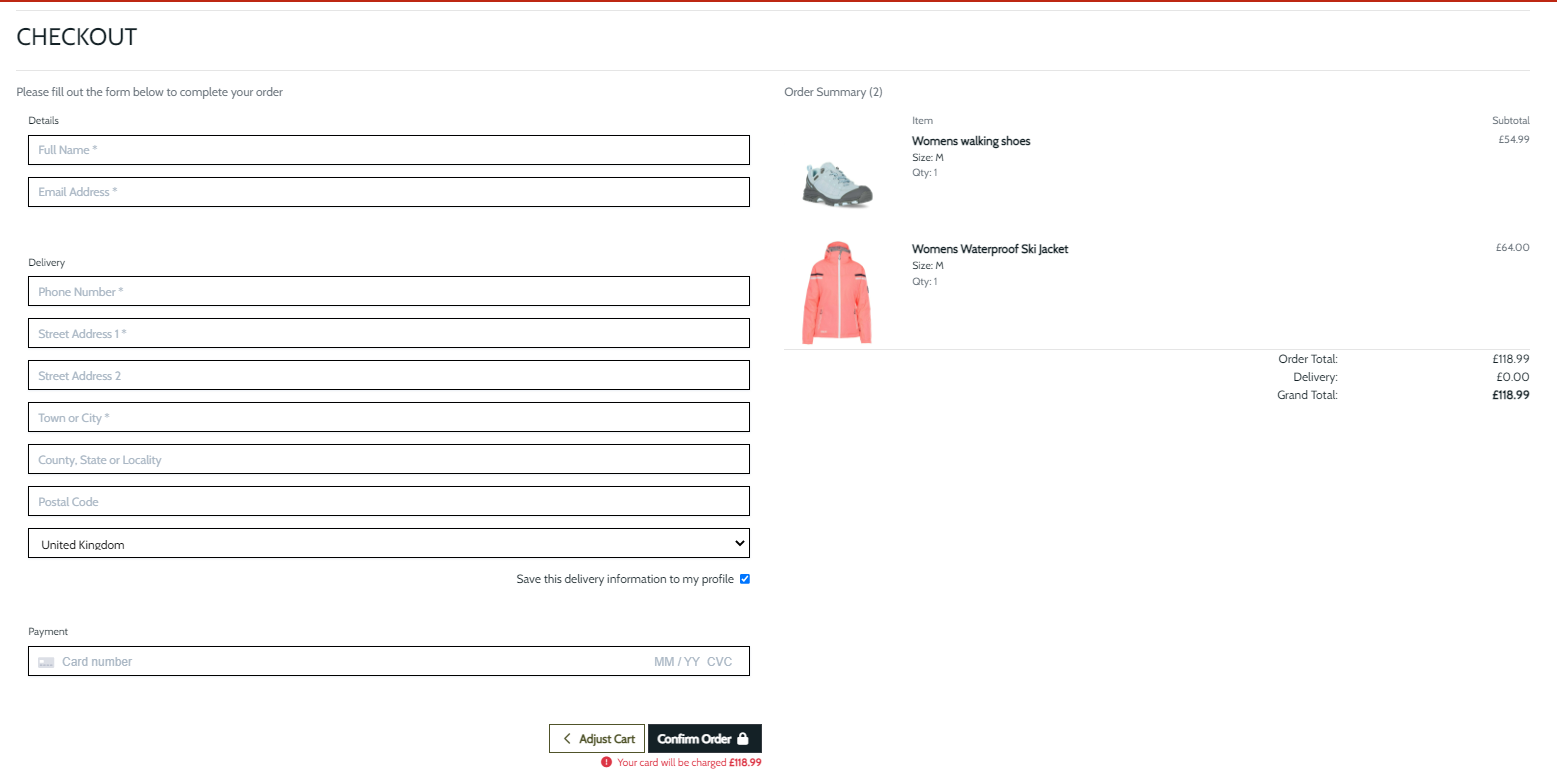 CHECKOUT
Please fill out the form below to complete your order
Details
Full Name *
Email Address *
Delivery
Phone Number *
Street Address 1 *
Street Address 2
Town or City *
County, State or Locality
Postal Code
United Kingdom
Save this delivery information to my profile
Payment
Card number MM / YY CVC
Adjust Cart Confirm Order
Your card will be charged £118.99
Order Summary (2)
Item Subtotal
Womens walking shoes £54.99
Size: M
Qty: 1
Womens Waterproof Ski Jacket £64.00
Size: M
Qty: 1
Order Total: £118.99
Delivery: £0.00
Grand Total: £118.99